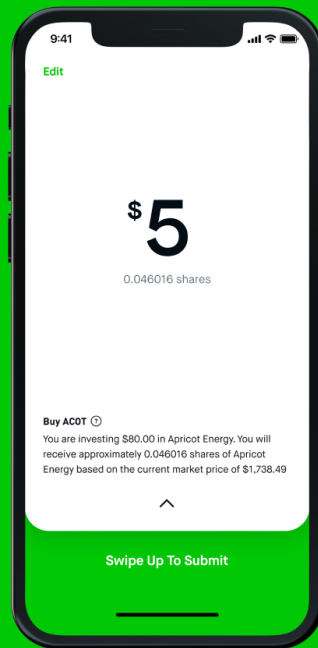 9:41
Edit
$5
0.046016 shares
Buy ACOT ?
You are investing $80.00 in Apricot Energy. You will
receive approximately 0.046016 shares of Apricot
Energy based on the current market price of $1,738.49
Swipe Up To Submit